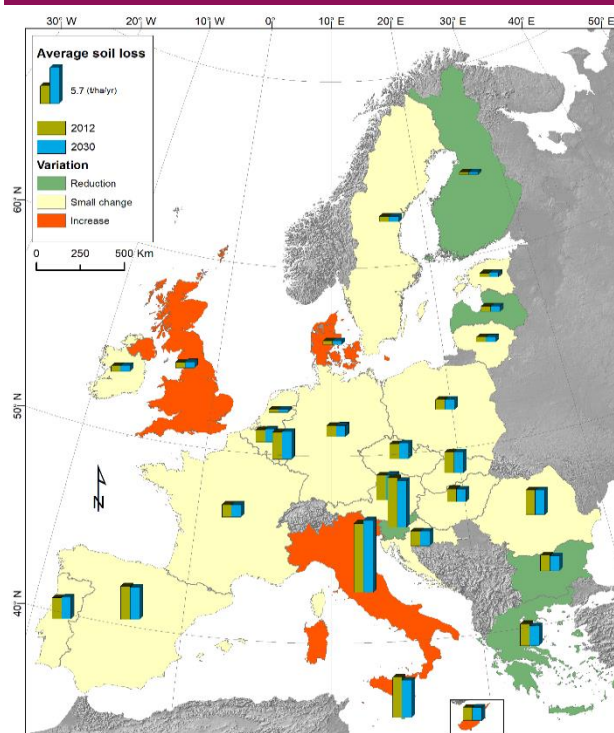 30° W
20° W
10° W
0°
10° E
20° E
30° E
40° E
50° E
Average soil loss
5.7 (t/ha/yr)
2012
2030
Variation
Reduction
Small change
Increase
0 250 500
Km
60° N
50° N
40° N
N